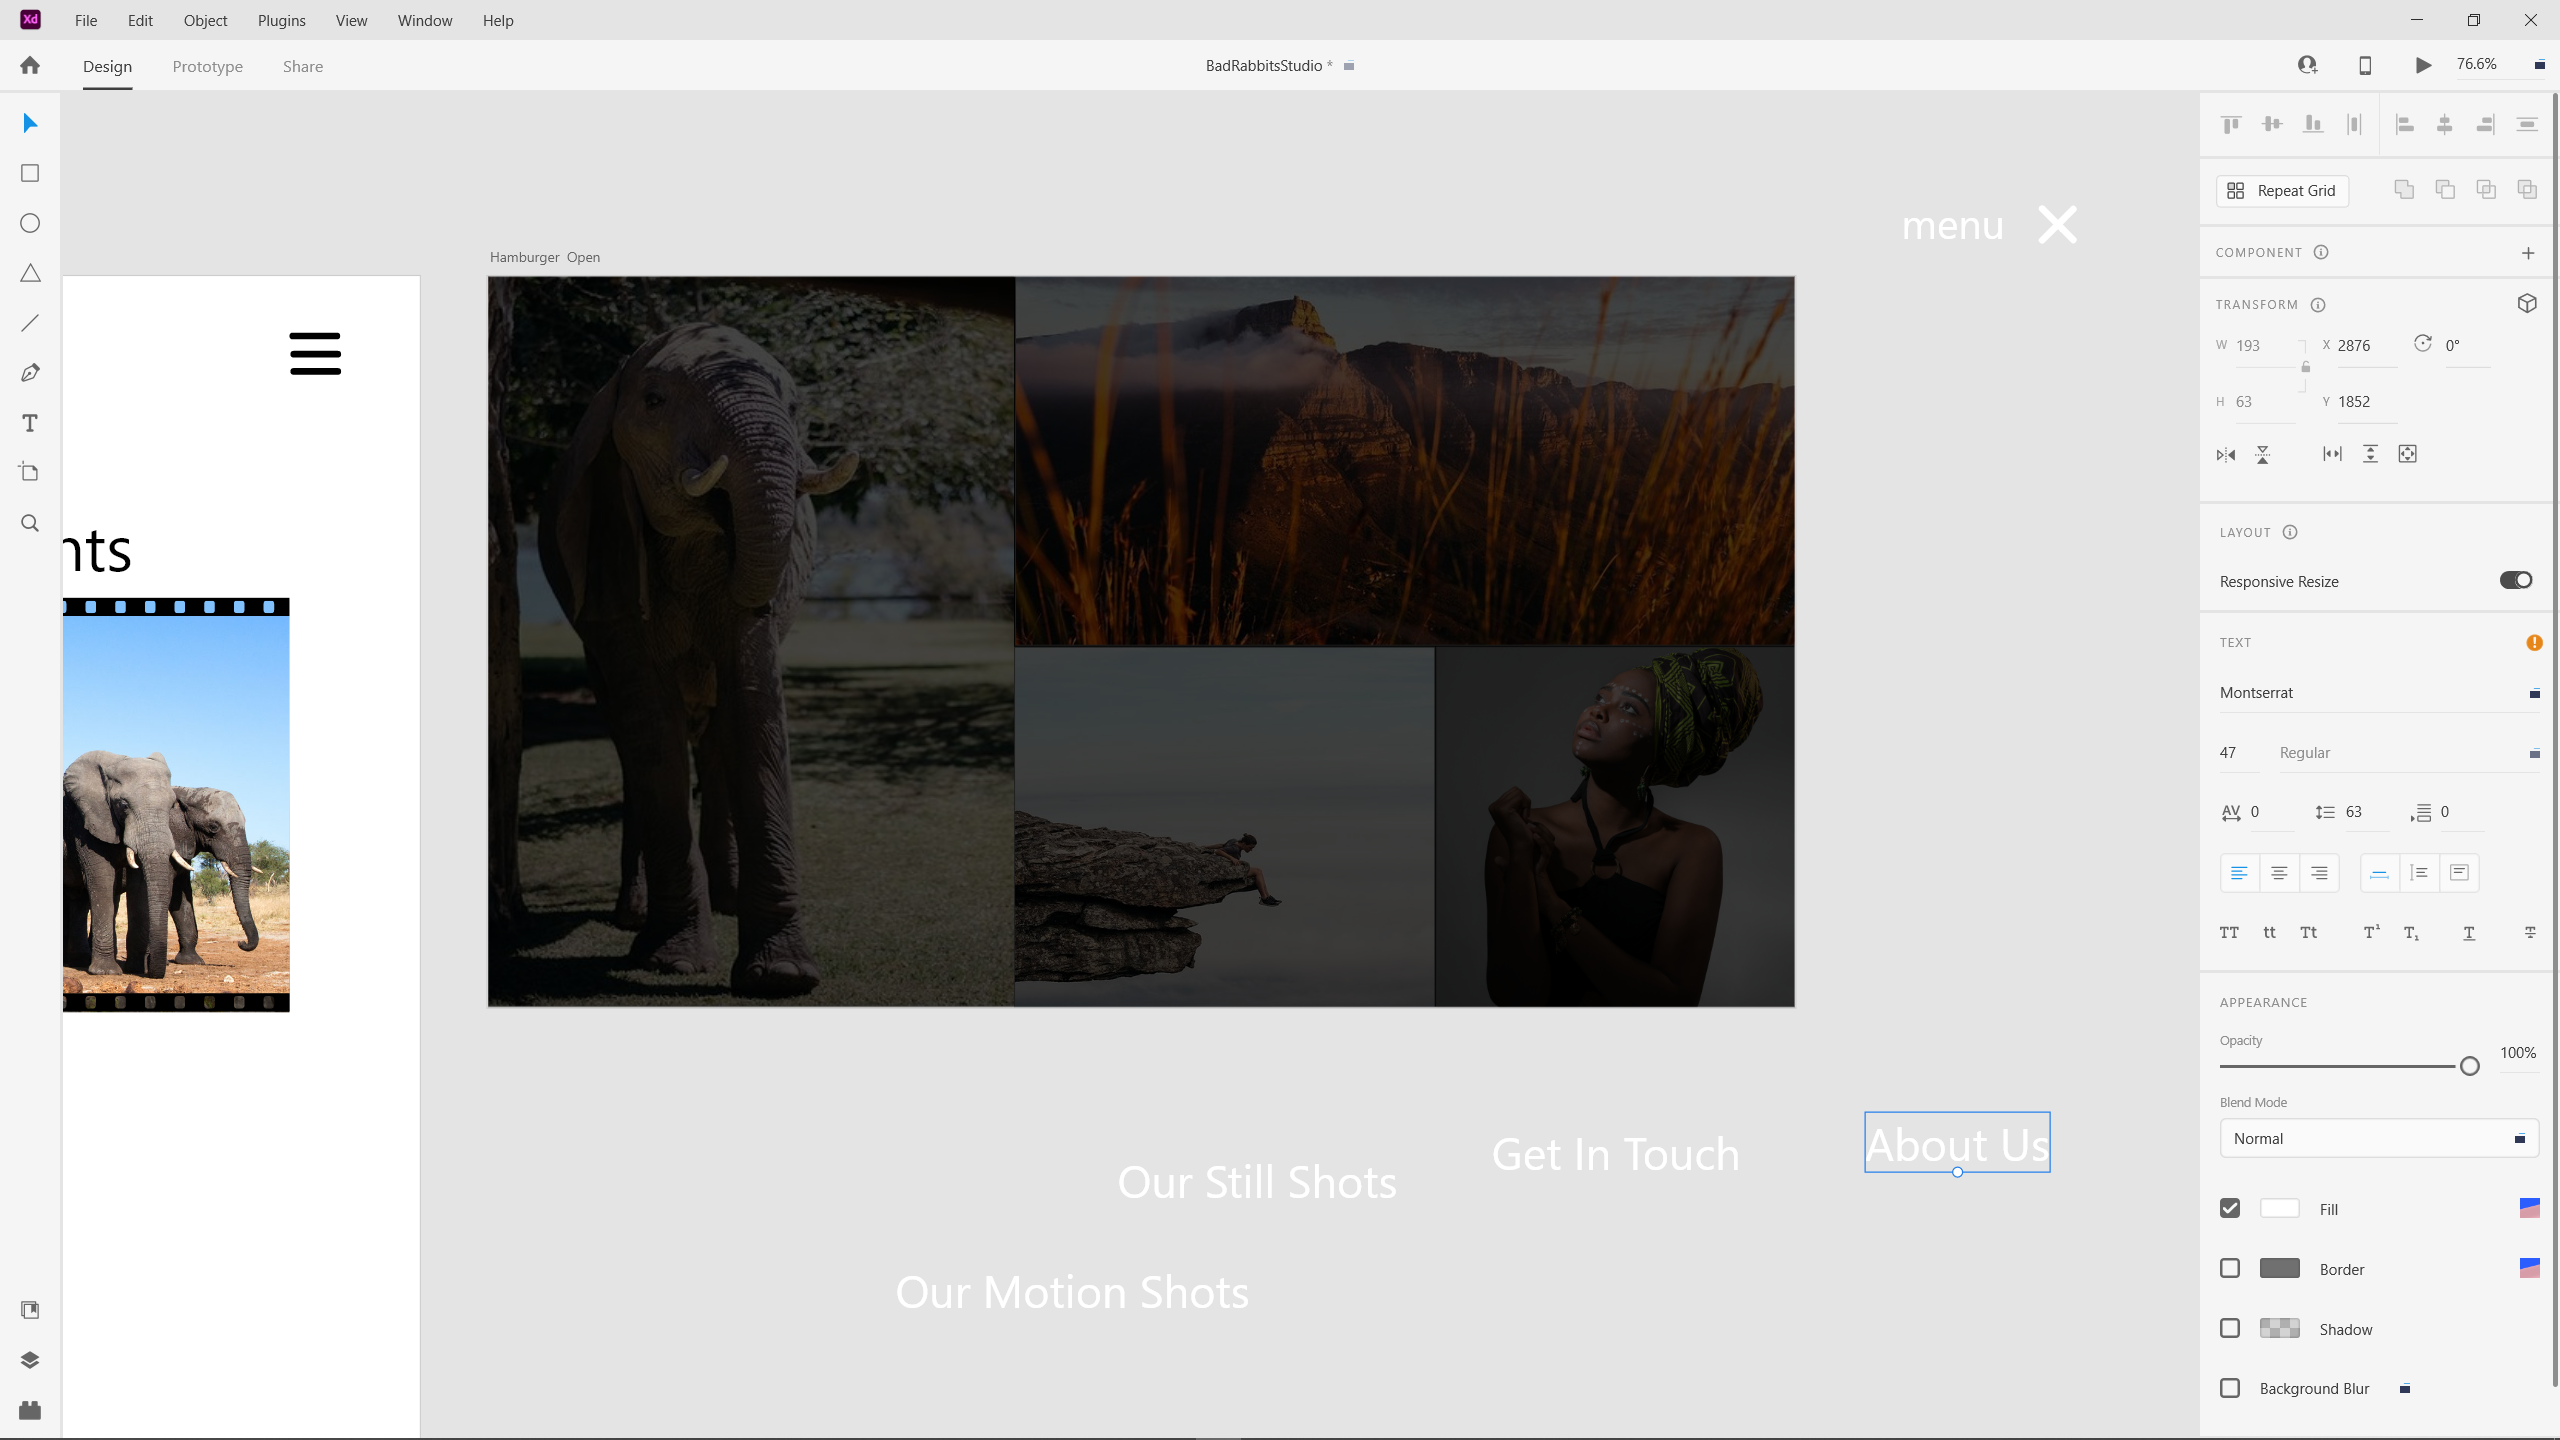 Xd File Edit Object Plugins View Window Help
Design Prototype Share BadRabbitsStudio * 76.6%
menu
Hamburger Open
nts
Get In Touch
About Us
Our Still Shots
Our Motion Shots
Repeat Grid
COMPONENT
TRANSFORM
W 193 X 2876 0°
H 63 Y 1852
LAYOUT
Responsive Resize
TEXT
Montserrat
47 Regular
AV 0 63 0
TT tt Tt T¹ T₁ T T
APPEARANCE
Opacity
100%
Blend Mode
Normal
Fill
Border
Shadow
Background Blur